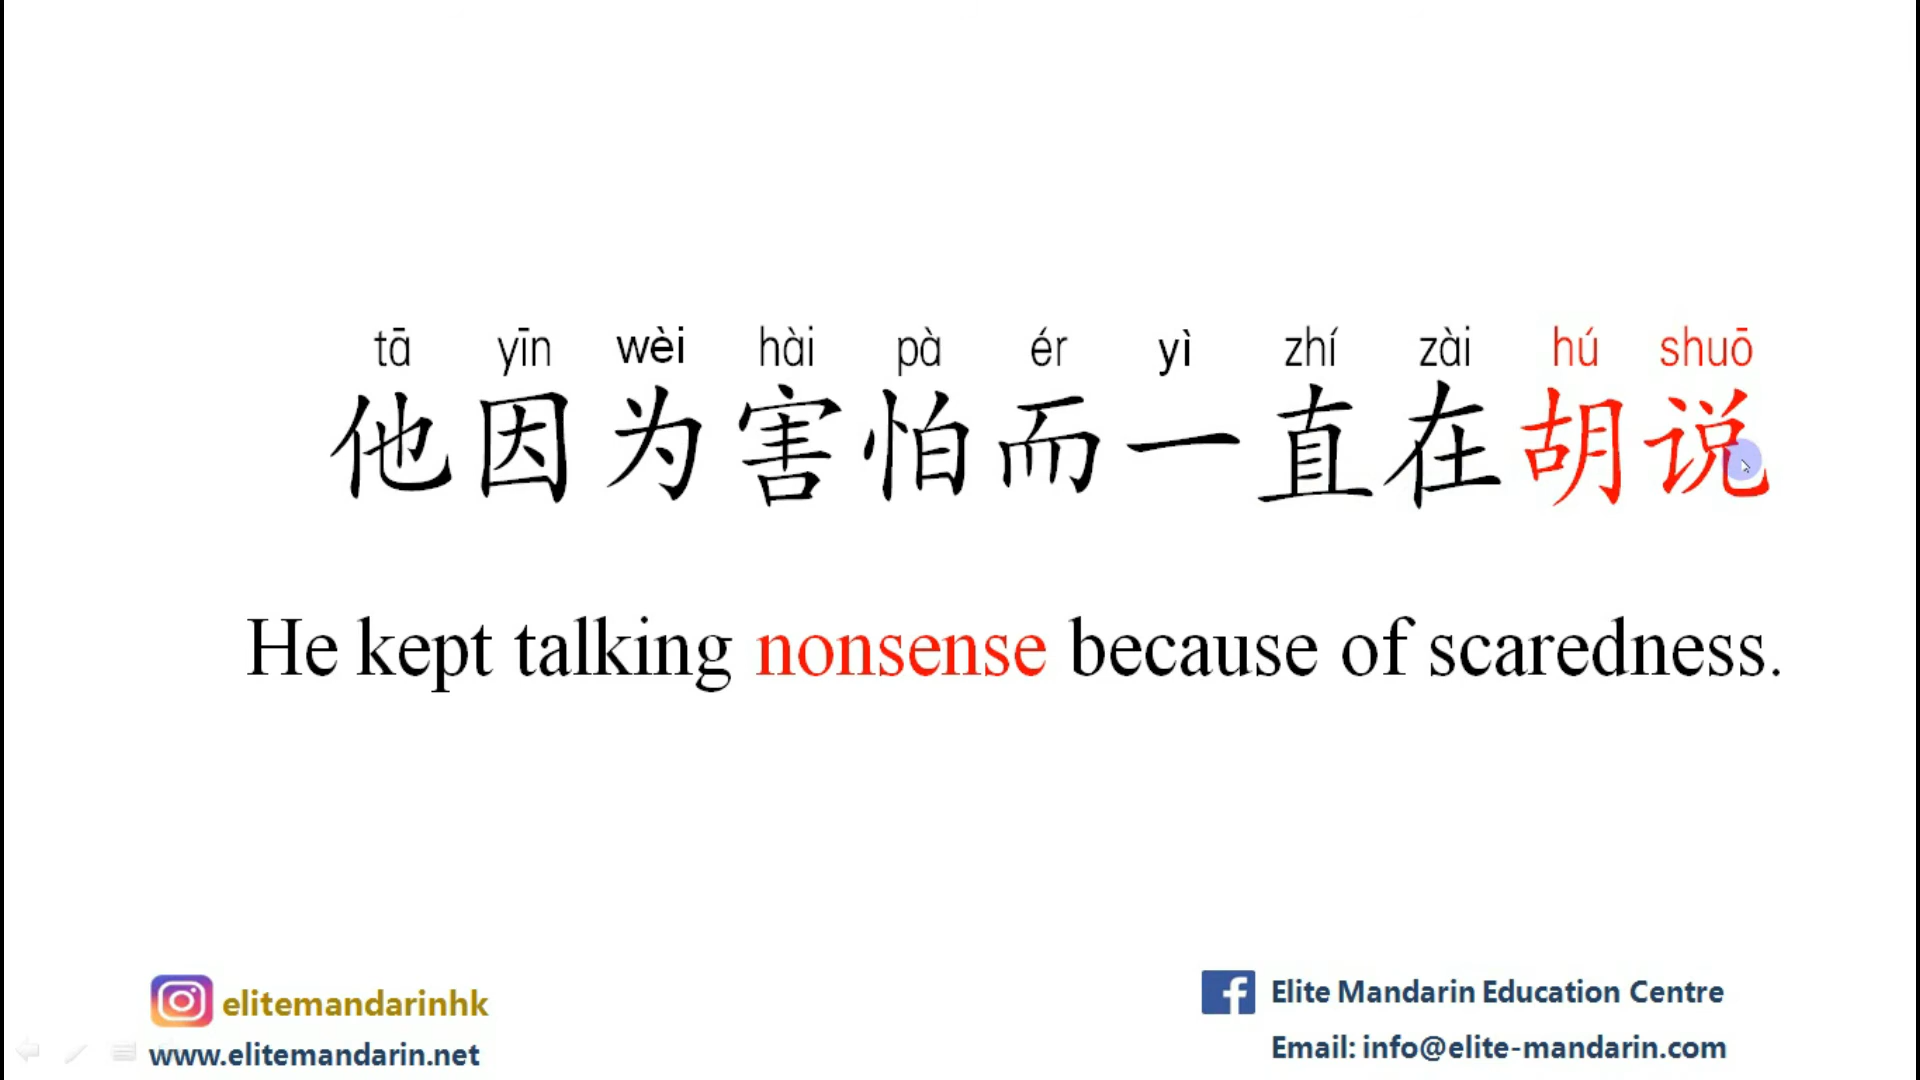 tā yīn wèi hài pà ér yì zhí zài hú shuō
他因为害怕而一直在胡说
He kept talking nonsense because of scaredness.
elitemandarinhk
www.elitemandarin.net
Elite Mandarin Education Centre
Email: info@elite-mandarin.com